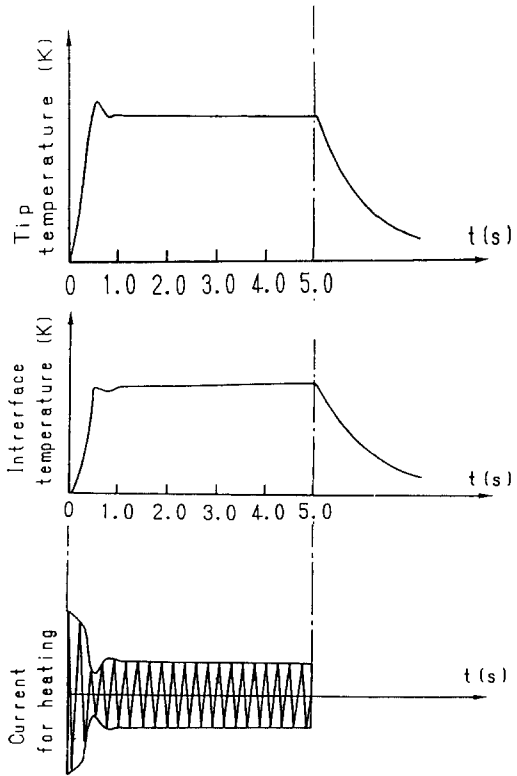 Tip
temperature (K)
t(s)
0 1.0 2.0 3.0 4.0 5.0
Intrerface
temperature (K)
t(s)
0 1.0 2.0 3.0 4.0 5.0
Current
for heating
t(s)